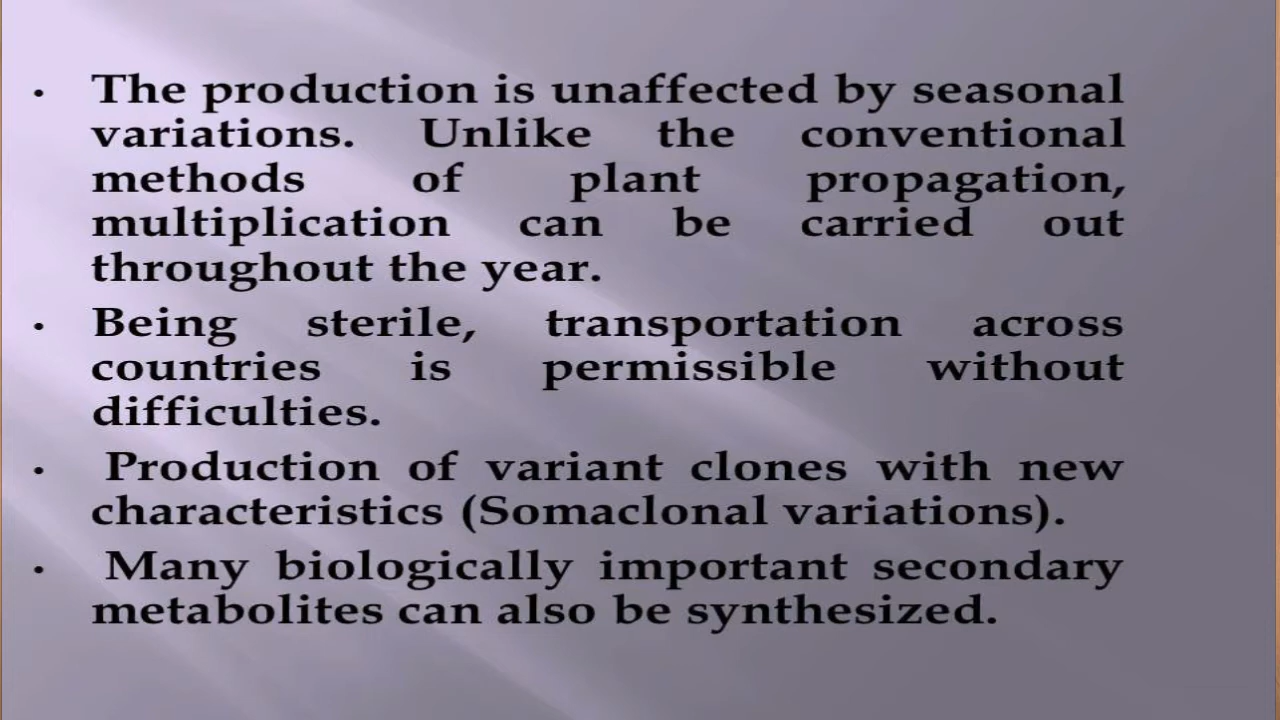 • The production is unaffected by seasonal
variations. Unlike the conventional
methods of plant propagation,
multiplication can be carried out
throughout the year.
• Being sterile, transportation across
countries is permissible without
difficulties.
• Production of variant clones with new
characteristics (Somaclonal variations).
• Many biologically important secondary
metabolites can also be synthesized.